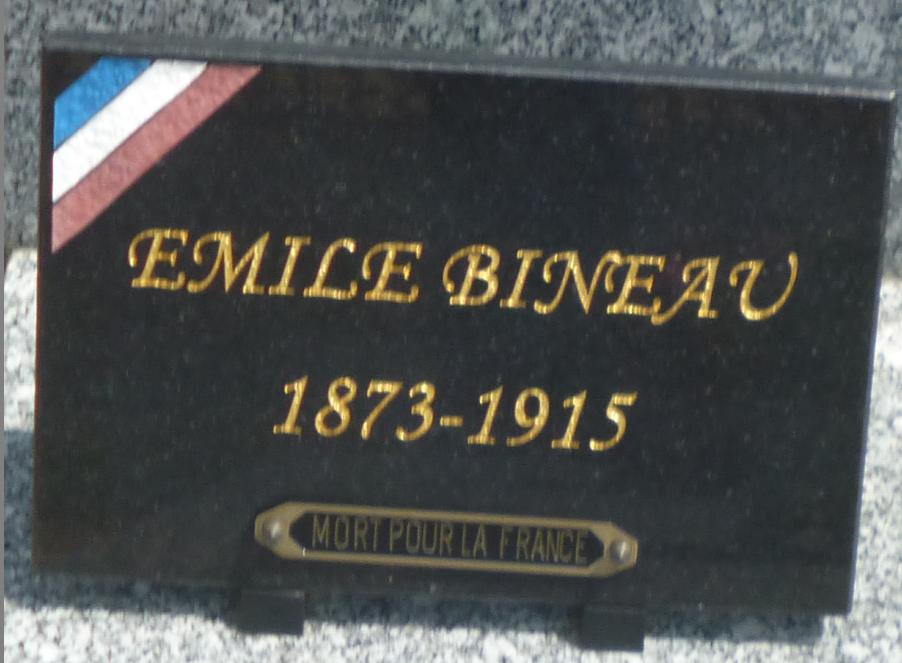 EMILE BINEAU
1873-1915
MORT POUR LA FRANCE